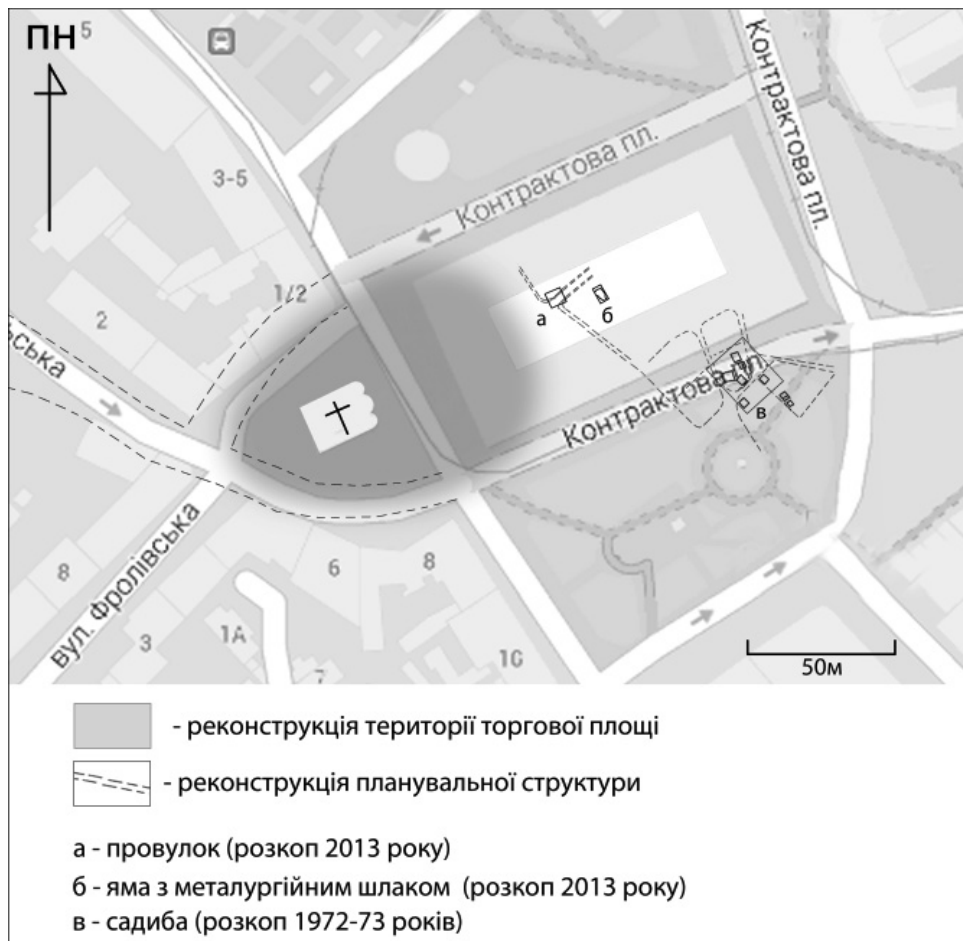 ПН 5
3-5
Контрактова пл.
Контрактова пл.
1/2
2
ьська
а
б
Контрактова пл.
в
вул. Фролівська
8
6
8
3
1А
7
10
50м
- реконструкція території торгової площі
- реконструкція планувальної структури
а - провулок (розкоп 2013 року)
б - яма з металургійним шлаком (розкоп 2013 року)
в - садиба (розкоп 1972-73 років)